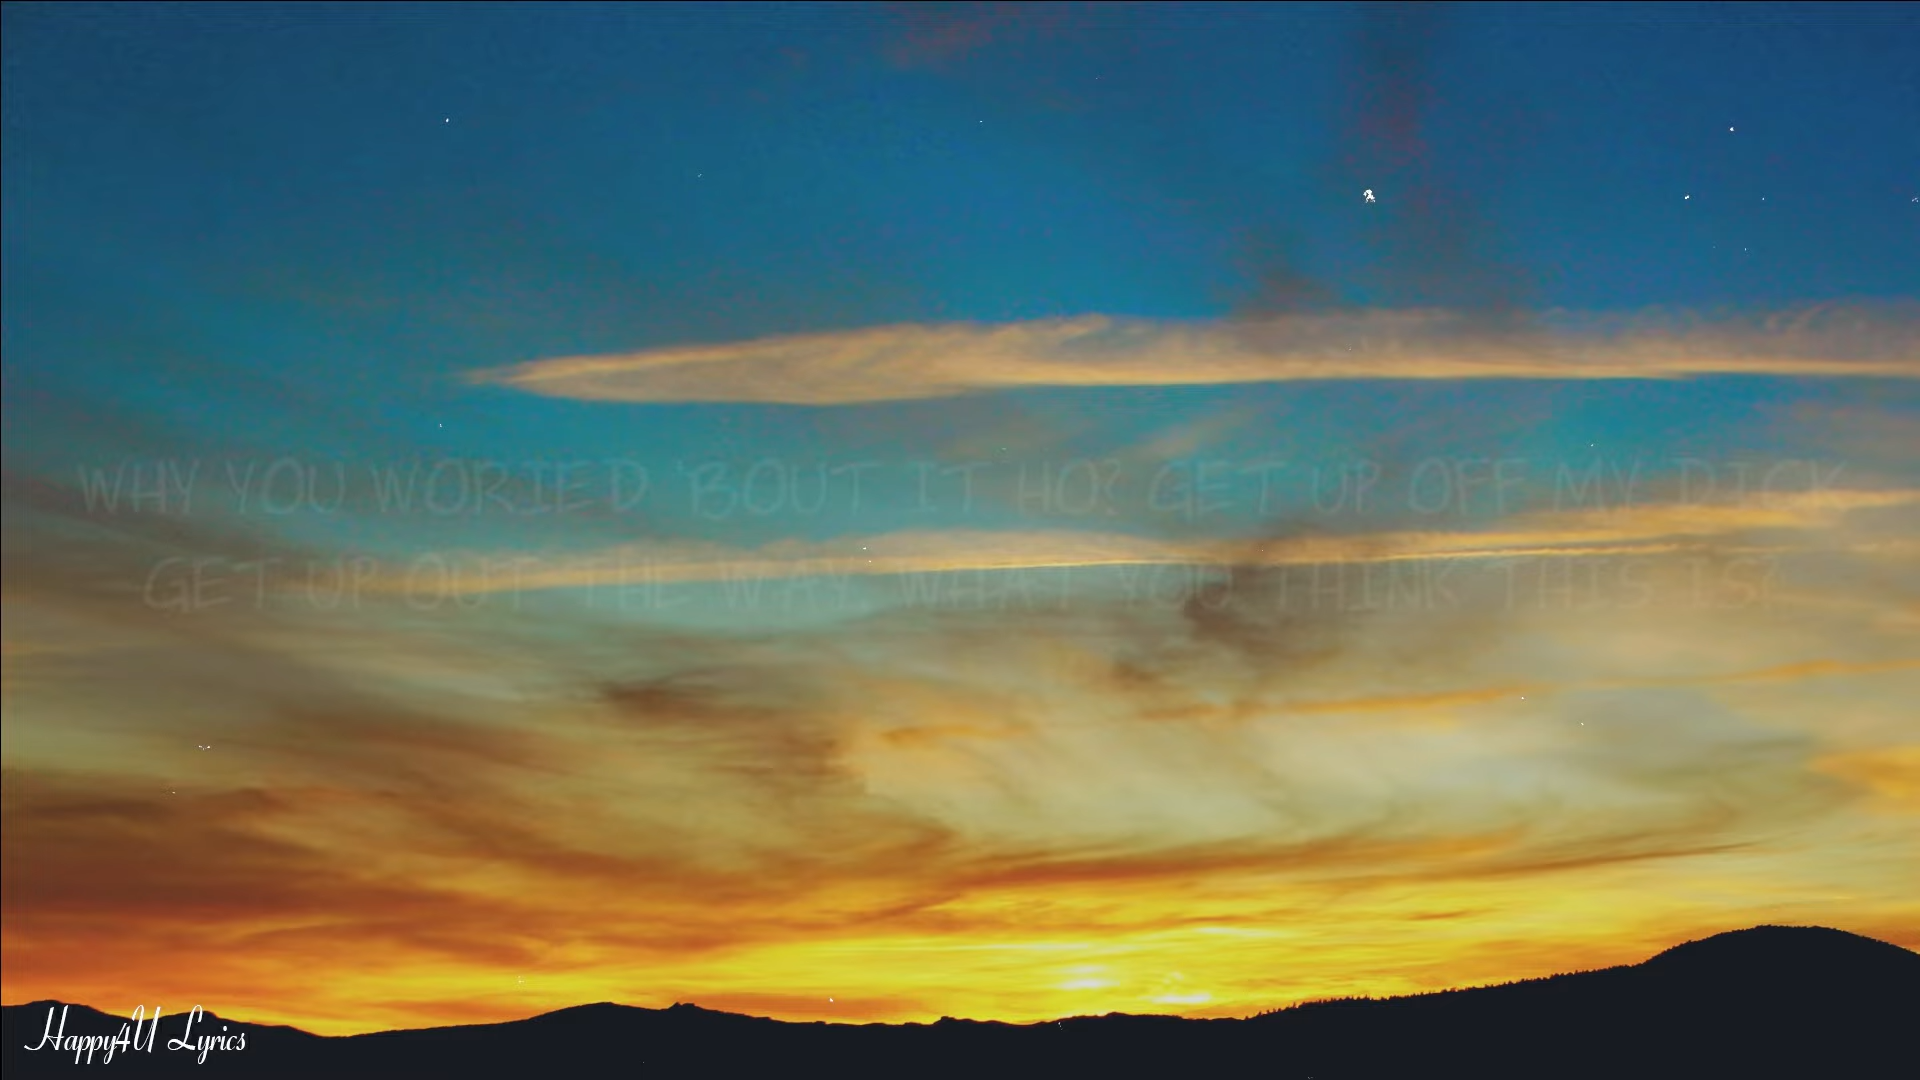 WHY YOU WORIED 'BOUT IT HO? GET UP OFF MY DICK
GET UP OUT THE WAY WHAT YOU THINK THIS IS?
Happy4U Lyrics